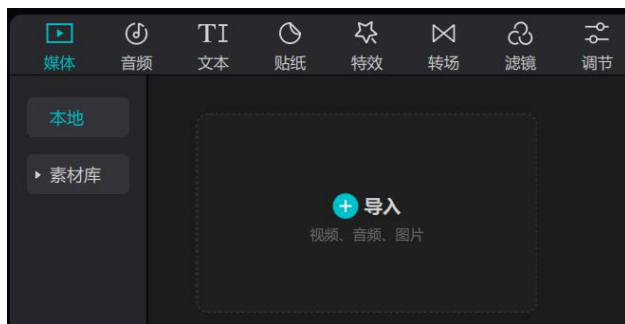 媒体 音频 文本 贴纸 特效 转场 滤镜 调节
本地
素材库
导入
视频、音频、图片